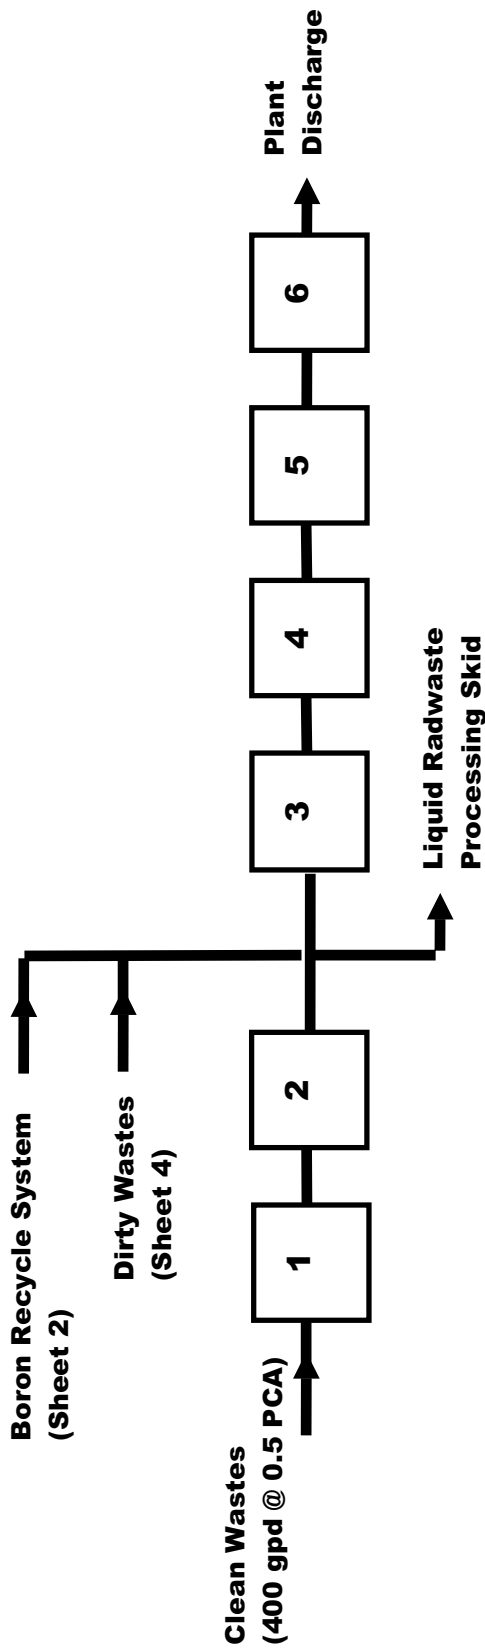 Boron Recycle System
(Sheet 2)
Dirty Wastes
(Sheet 4)
Clean Wastes
(400 gpd @ 0.5 PCA)
1
2
3
4
5
6
Plant
Discharge
Liquid Radwaste
Processing Skid